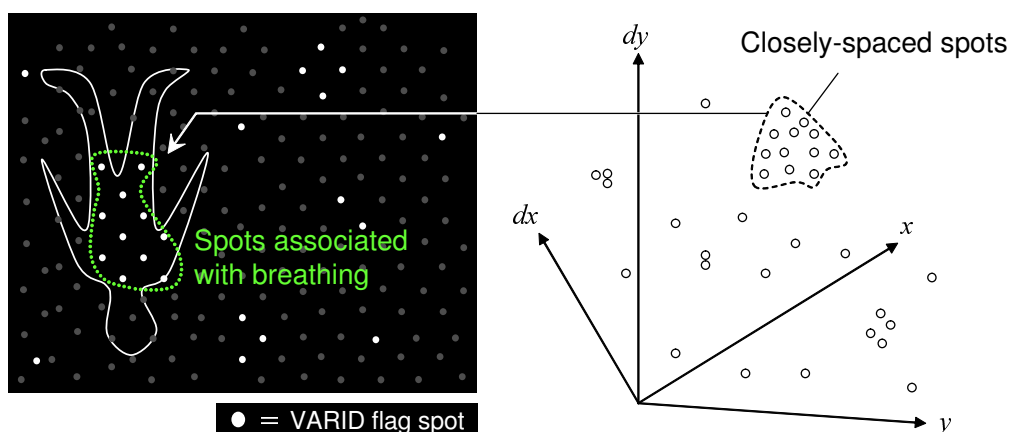 Spots associated
with breathing
= VARID flag spot
Closely-spaced spots
dy
dx
x
y